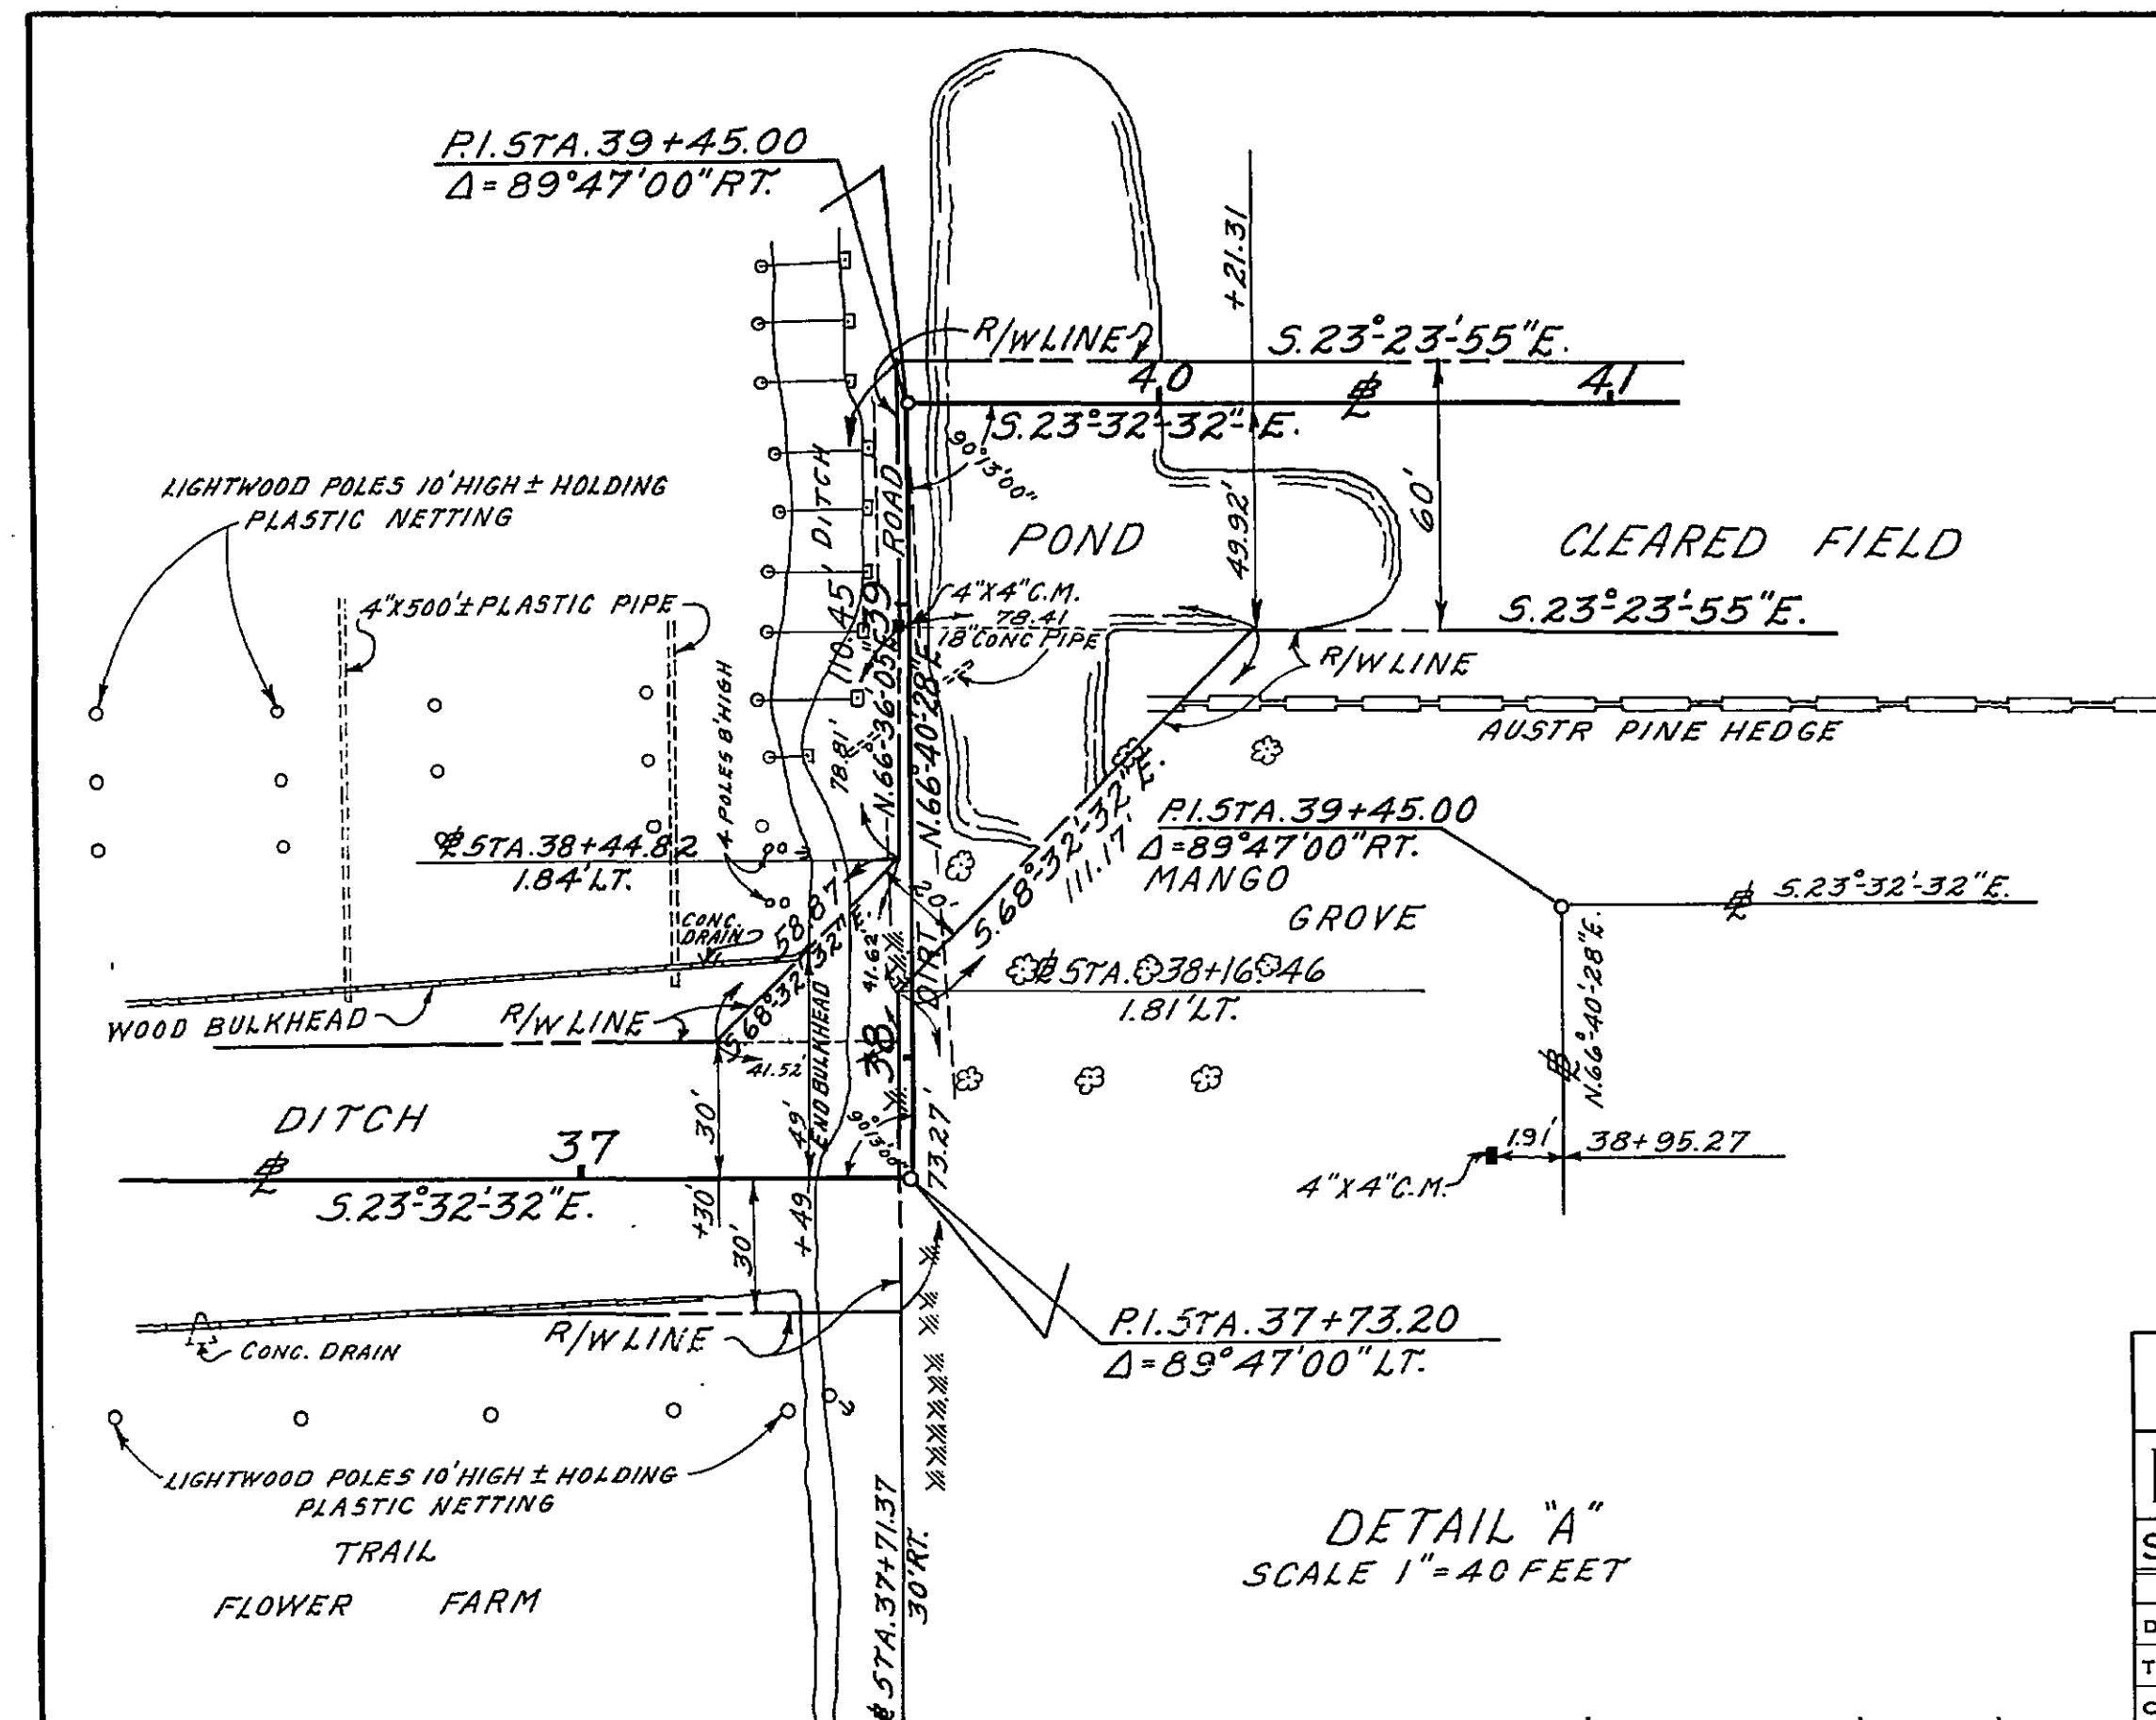 P.I. STA. 39+45.00
Δ=89°47'00" RT.
+21.31
R/W LINE
S.23°-23'-55"E.
40
41
S.23°-32'-32"E.
90°13'00"
LIGHTWOOD POLES 10' HIGH ± HOLDING
PLASTIC NETTING
DITCH
ROAD
POND
49.92'
60'
CLEARED FIELD
4"X500'± PLASTIC PIPE
110.45'
39
4"X4" C.M.
78.41
18" CONC PIPE
S.23°-23'-55"E.
R/W LINE
AUSTR PINE HEDGE
4 POLES 8' HIGH
78.81'
N.66°-36'-05"E.
N.66°-40'-28"E.
S.68°-32'-32"E.
111.17'
P.I. STA. 39+45.00
Δ=89°47'00" RT.
MANGO
GROVE
STA. 38+44.82
1.84' LT.
CONC.
DRAIN
58.87
20'
41.62
DIRT
S.23°-32'-32"E.
N.66°-40'-28"E.
STA. 38+16.46
1.81' LT.
WOOD BULKHEAD
R/W LINE
S.68°-32'-32"E.
41.52'
END BULKHEAD
38
DITCH
30'
49'
90°13'00"
73.27'
37
S.23°-32'-32"E.
1.91'
38+95.27
4"X4" C.M.
+30'
30'
+49
R/W LINE
CONC. DRAIN
P.I. STA. 37+73.20
Δ=89°47'00" LT.
LIGHTWOOD POLES 10' HIGH ± HOLDING
PLASTIC NETTING
TRAIL
FLOWER FARM
STA. 37+71.37
30' RT.
DETAIL "A"
SCALE 1"=40 FEET